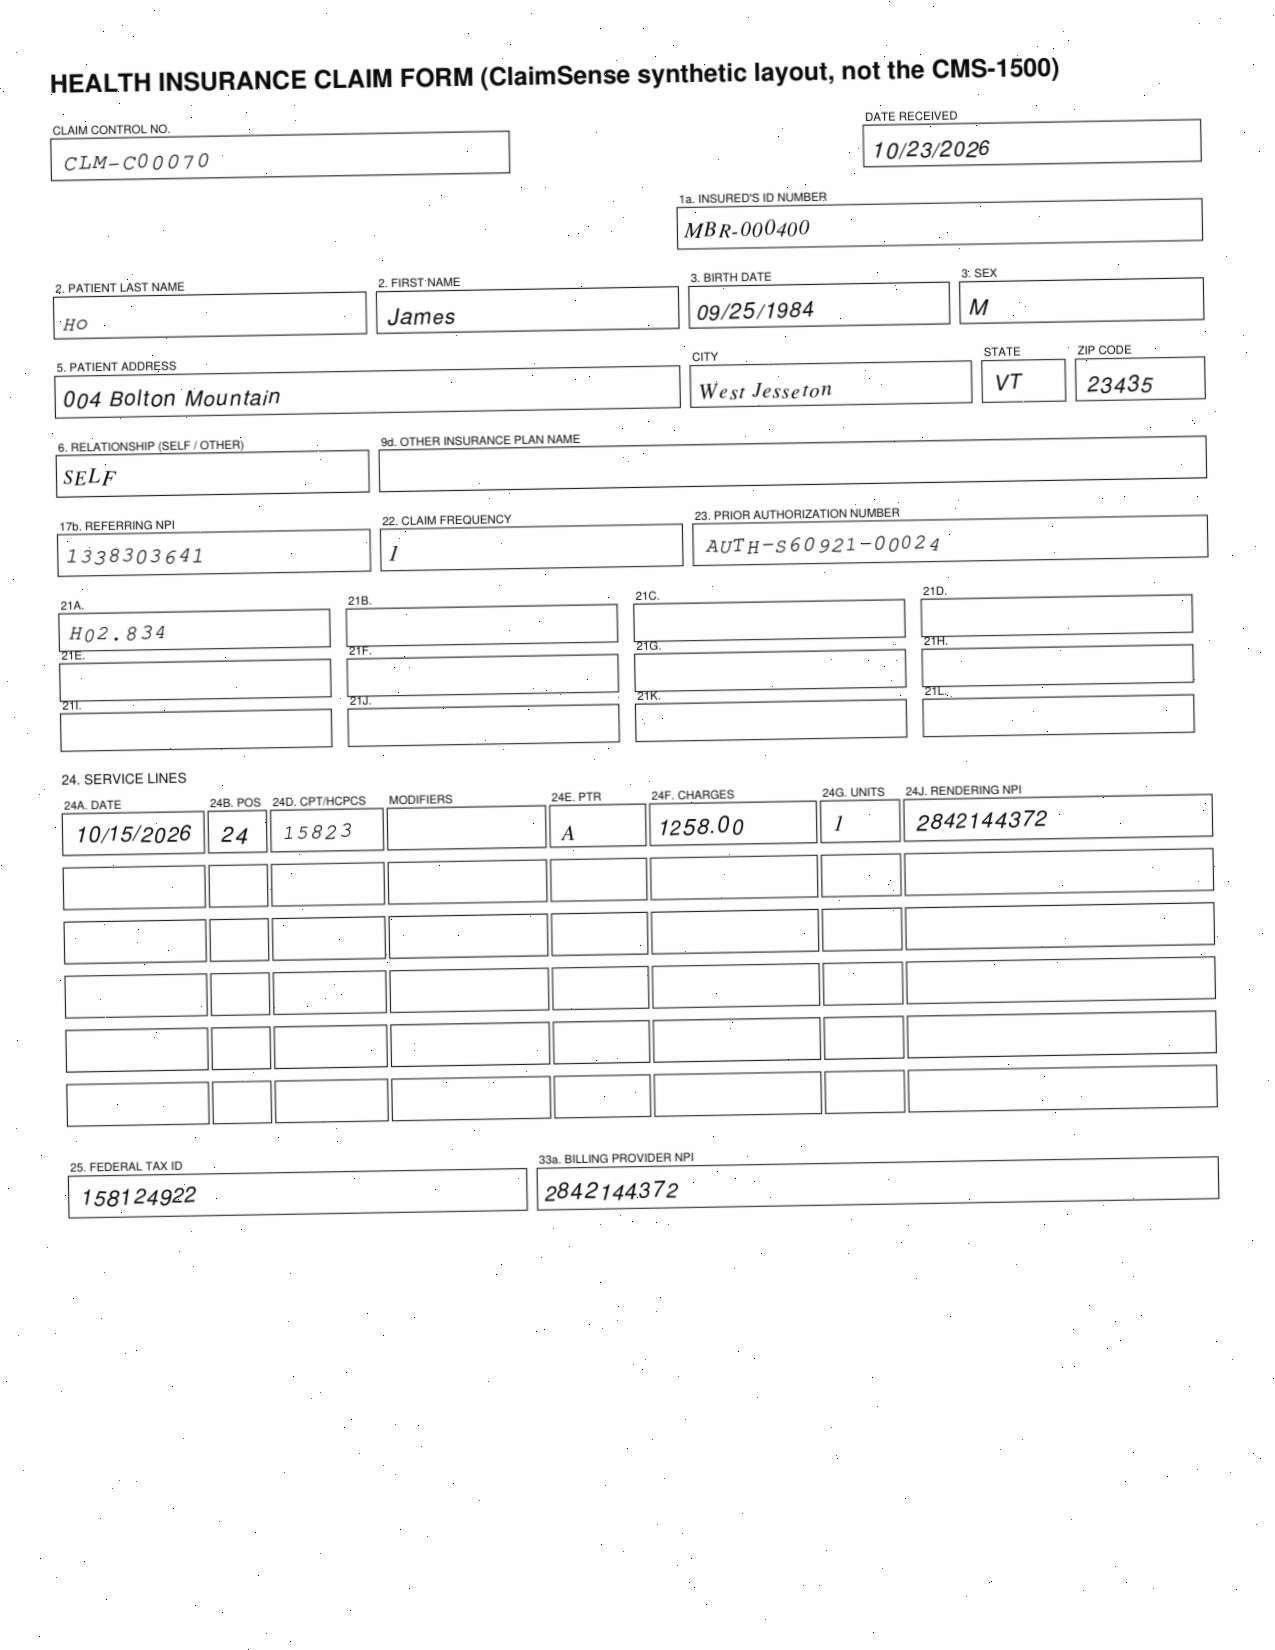 HEALTH INSURANCE CLAIM FORM (ClaimSense synthetic layout, not the CMS-1500)
CLAIM CONTROL NO.
CLM-C00070
DATE RECEIVED
10/23/2026
1a. INSURED'S ID NUMBER
MBR-000400
2. PATIENT LAST NAME
HO
2. FIRST NAME
James
3. BIRTH DATE
09/25/1984
3. SEX
M
5. PATIENT ADDRESS
004 Bolton Mountain
CITY
West Jesseton
STATE
VT
ZIP CODE
23435
6. RELATIONSHIP (SELF / OTHER)
SELF
9d. OTHER INSURANCE PLAN NAME
17b. REFERRING NPI
1338303641
22. CLAIM FREQUENCY
1
23. PRIOR AUTHORIZATION NUMBER
AUTH-S60921-00024
21A. 21B. 21C. 21D.
H02.834
21E. 21F. 21G. 21H.
21I. 21J. 21K. 21L.
24. SERVICE LINES
24A. DATE 24B. POS 24D. CPT/HCPCS MODIFIERS 24E. PTR 24F. CHARGES 24G. UNITS 24J. RENDERING NPI
10/15/2026 24 15823 A 1258.00 1 2842144372
25. FEDERAL TAX ID
158124922
33a. BILLING PROVIDER NPI
2842144372